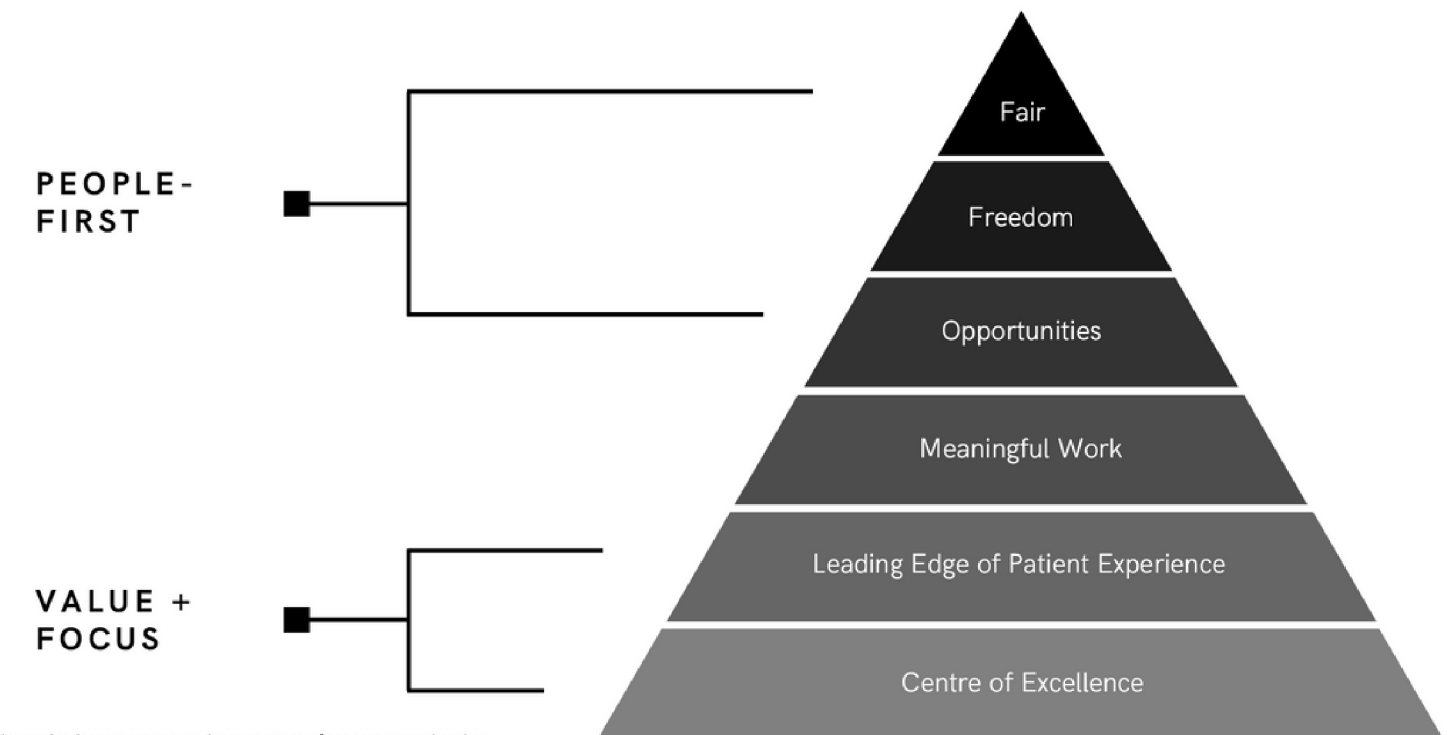 PEOPLE-
FIRST
VALUE +
FOCUS
Fair
Freedom
Opportunities
Meaningful Work
Leading Edge of Patient Experience
Centre of Excellence